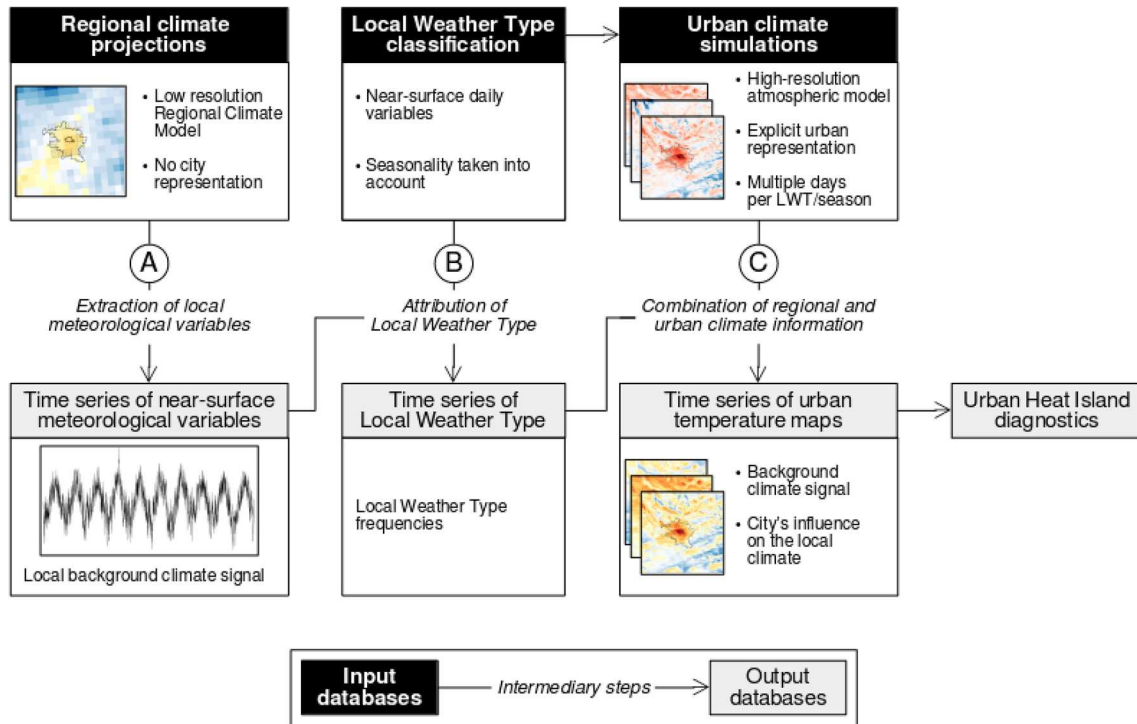 Regional climate
projections
• Low resolution
Regional Climate
Model
• No city
representation
Local Weather Type
classification
• Near-surface daily
variables
• Seasonality taken into
account
Urban climate
simulations
• High-resolution
atmospheric model
• Explicit urban
representation
• Multiple days
per LWT/season
A
Extraction of local
meteorological variables
B
Attribution of
Local Weather Type
C
Combination of regional and
urban climate information
Time series of near-surface
meteorological variables
Local background climate signal
Time series of
Local Weather Type
Local Weather Type
frequencies
Time series of urban
temperature maps
• Background
climate signal
• City's influence
on the local
climate
Urban Heat Island
diagnostics
Input
databases
Intermediary steps
Output
databases